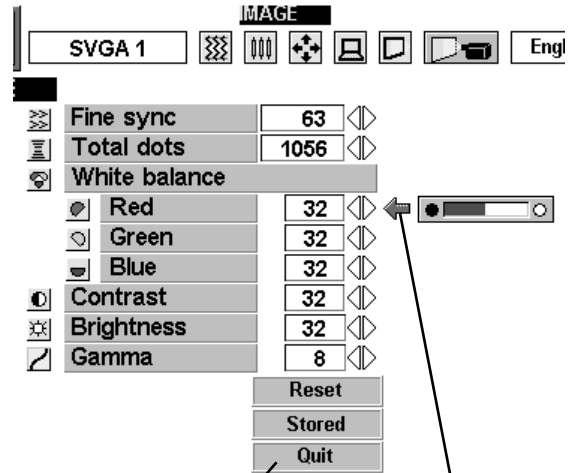 IMAGE
SVGA 1 Engl
Fine sync 63
Total dots 1056
White balance
Red 32
Green 32
Blue 32
Contrast 32
Brightness 32
Gamma 8
Reset
Stored
Quit